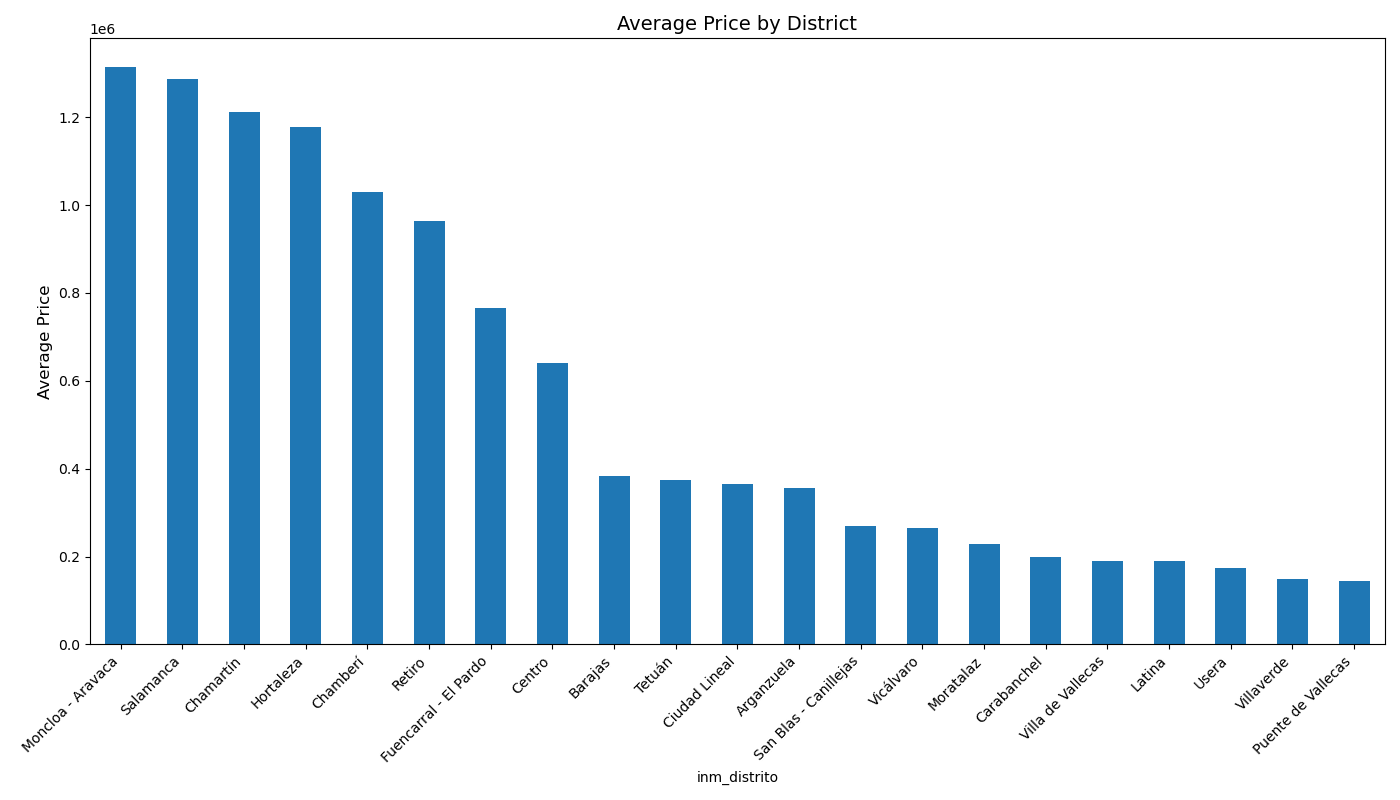 Average Price by District
1e6
1.2
1.0
0.8
0.6
0.4
0.2
0.0
Average Price
Moncloa - Aravaca
Salamanca
Chamartín
Hortaleza
Chamberí
Retiro
Fuencarral - El Pardo
Centro
Barajas
Tetuán
Ciudad Lineal
Arganzuela
San Blas - Canillejas
Vicálvaro
Moratalaz
Carabanchel
Villa de Vallecas
Latina
Usera
Villaverde
Puente de Vallecas
inm_distrito